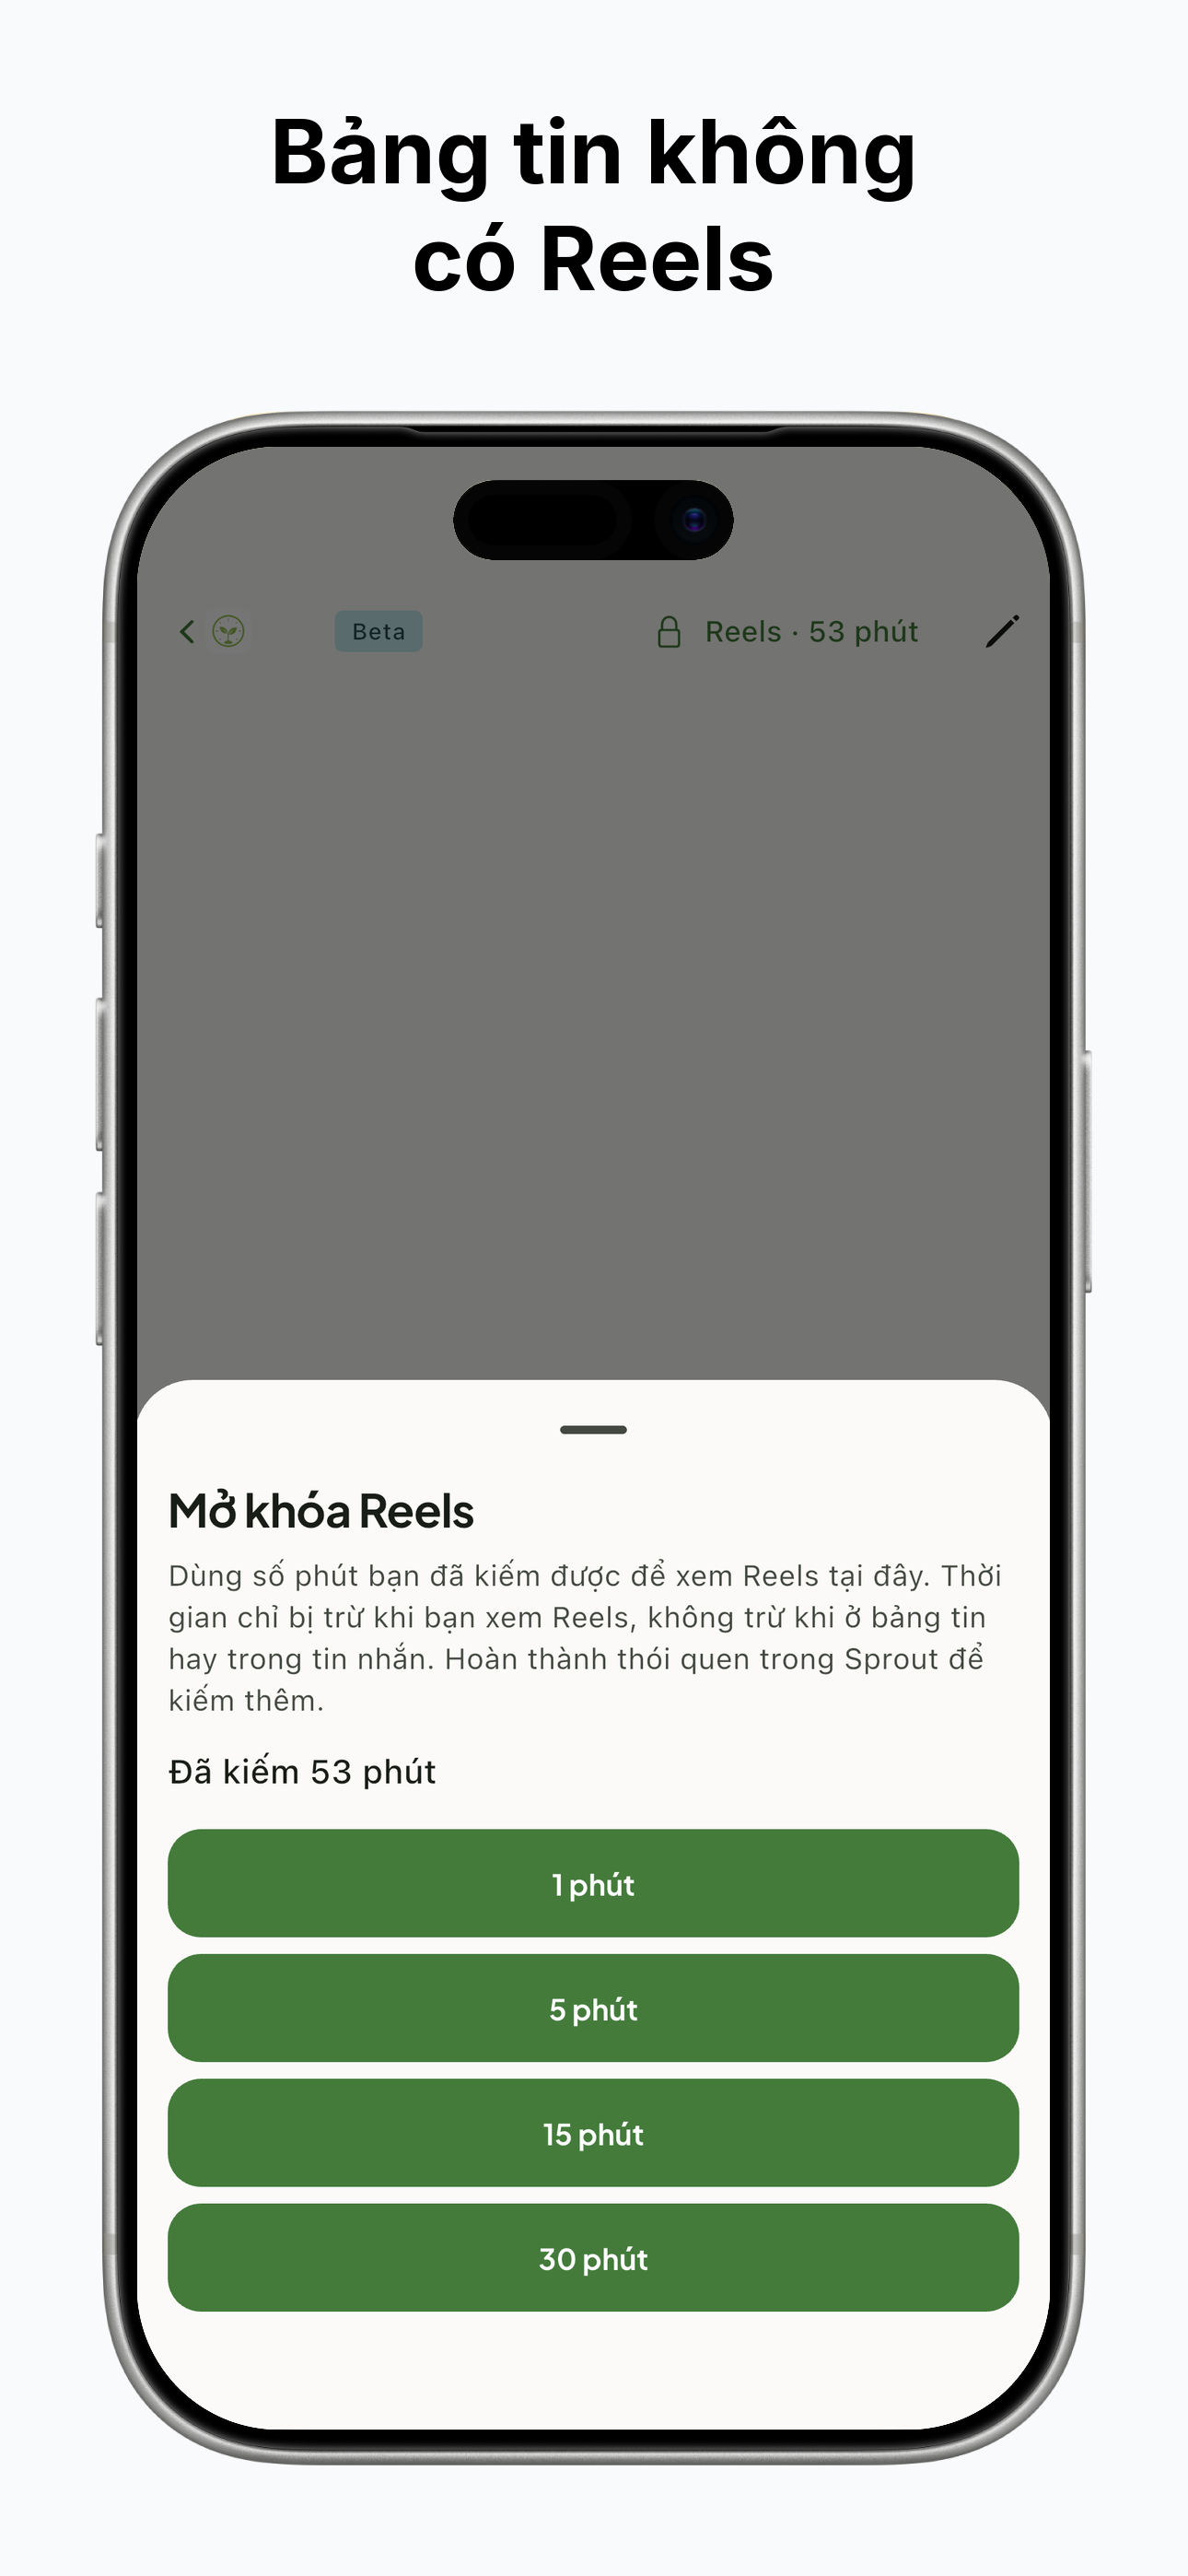 Bảng tin không
có Reels
Beta
Reels · 53 phút
Mở khóa Reels
Dùng số phút bạn đã kiếm được để xem Reels tại đây. Thời
gian chỉ bị trừ khi bạn xem Reels, không trừ khi ở bảng tin
hay trong tin nhắn. Hoàn thành thói quen trong Sprout để
kiếm thêm.
Đã kiếm 53 phút
1 phút
5 phút
15 phút
30 phút